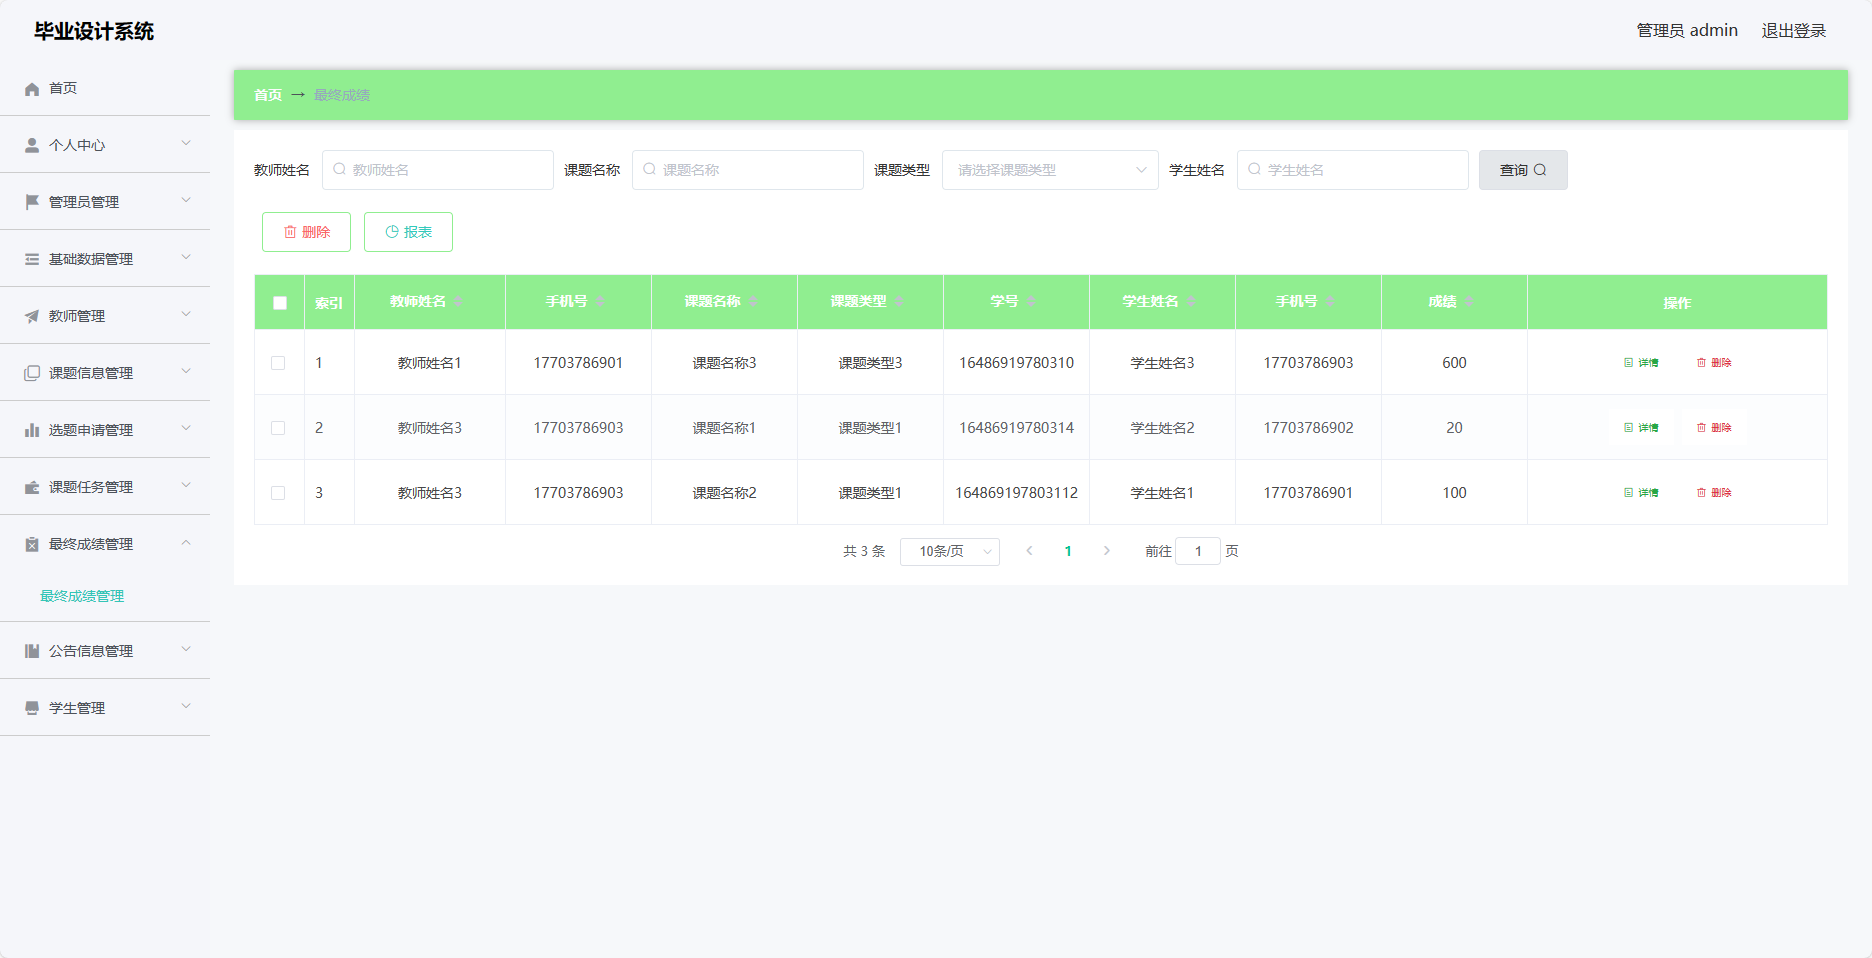 毕业设计系统
管理员 admin 退出登录
首页
个人中心
管理员管理
基础数据管理
教师管理
课题信息管理
选题申请管理
课题任务管理
最终成绩管理
最终成绩管理
公告信息管理
学生管理
首页 → 最终成绩
教师姓名 教师姓名 课题名称 课题名称 课题类型 请选择课题类型 学生姓名 学生姓名 查询
删除 报表
索引 教师姓名 手机号 课题名称 课题类型 学号 学生姓名 手机号 成绩 操作
1 教师姓名1 17703786901 课题名称3 课题类型3 16486919780310 学生姓名3 17703786903 600 详情 删除
2 教师姓名3 17703786903 课题名称1 课题类型1 16486919780314 学生姓名2 17703786902 20 详情 删除
3 教师姓名3 17703786903 课题名称2 课题类型1 164869197803112 学生姓名1 17703786901 100 详情 删除
共 3 条 10条/页 1 前往 1 页